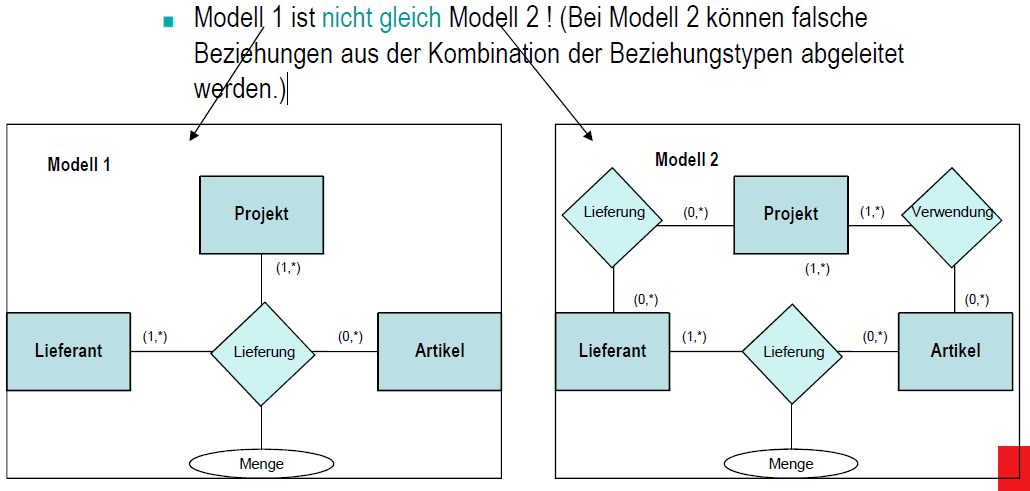 Modell 1 ist nicht gleich Modell 2 ! (Bei Modell 2 können falsche
Beziehungen aus der Kombination der Beziehungstypen abgeleitet
werden.)
Modell 1
Projekt
(1,*)
Lieferant
(1,*)
Lieferung
(0,*)
Artikel
Menge
Modell 2
Lieferung
(0,*)
Projekt
(1,*)
Verwendung
(1,*)
(0,*)
(0,*)
Lieferant
(1,*)
Lieferung
(0,*)
Artikel
Menge